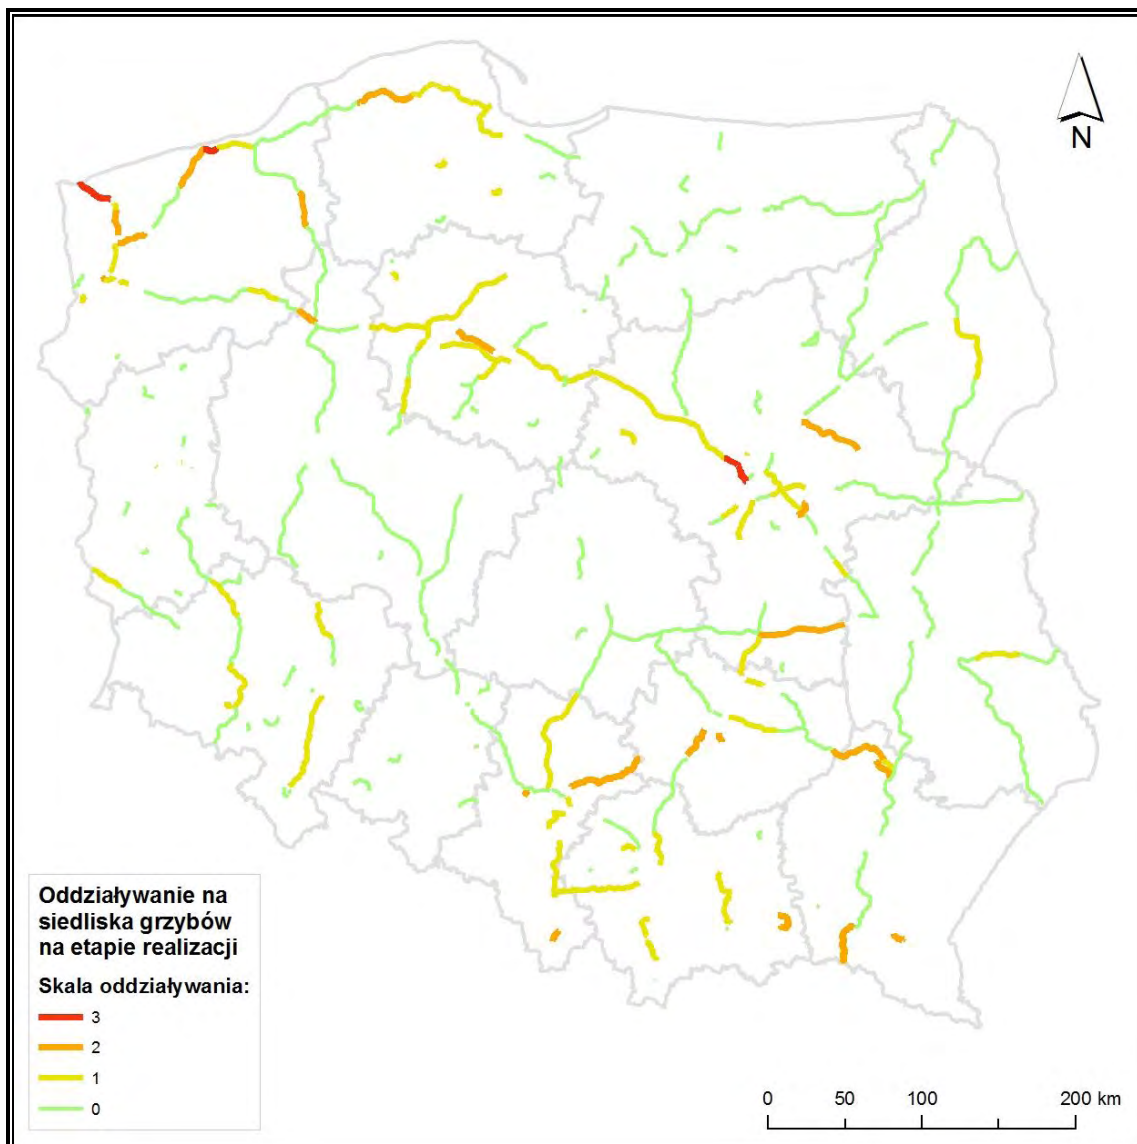 N
Oddziaływanie na
siedliska grzybów
na etapie realizacji
Skala oddziaływania:
3
2
1
0
0 50 100 200 km